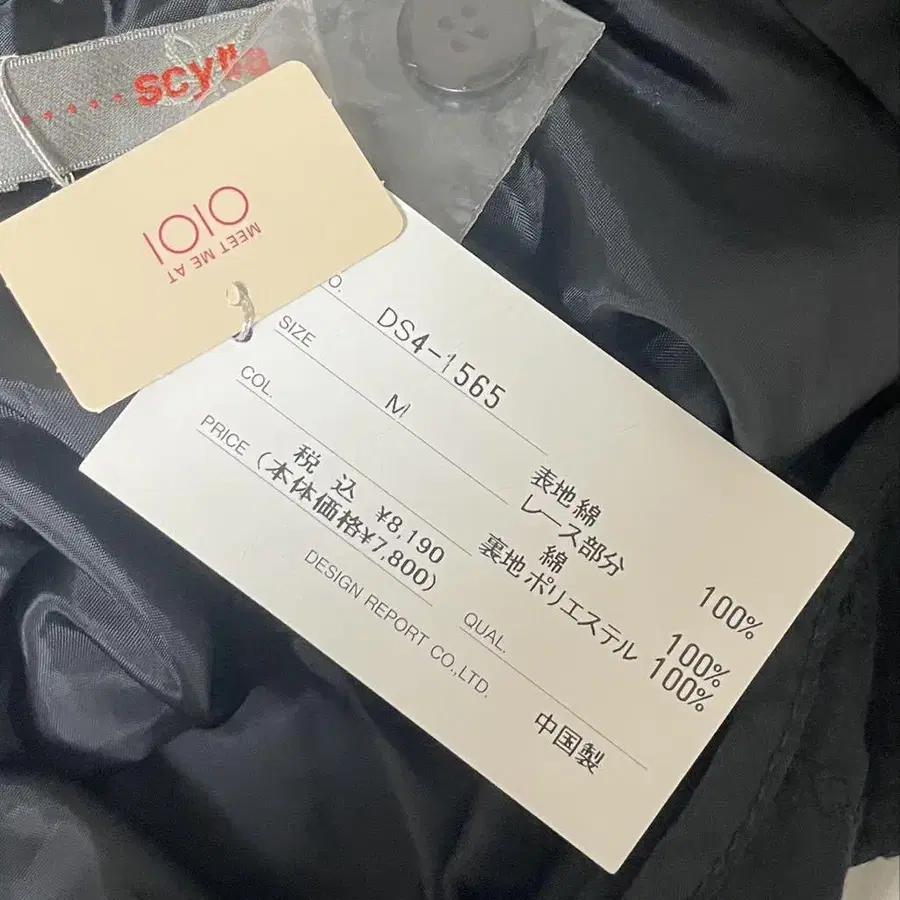 scylla
OIOI
MEET ME AT
O.
DS4-1565
SIZE
M
COL.
PRICE
税込 ¥8,190
(本体価格¥7,800)
DESIGN REPORT CO.,LTD.
表地綿 100%
レース部分
綿 100%
裏地ポリエステル 100%
QUAL.
中国製